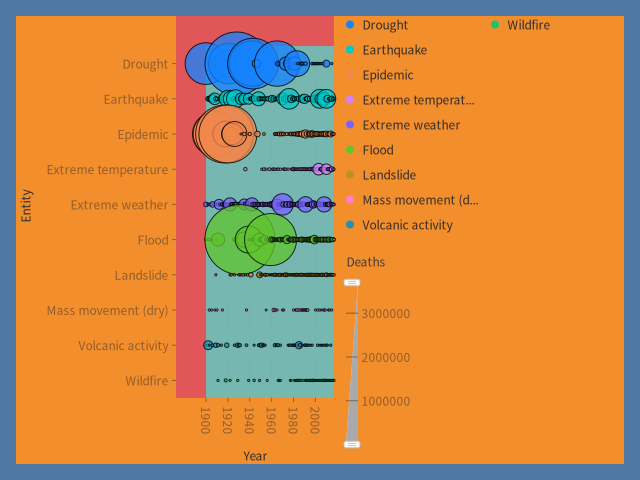 Drought
Earthquake
Epidemic
Extreme temperature
Extreme weather
Flood
Landslide
Mass movement (dry)
Volcanic activity
Wildfire
Entity
1900
1920
1940
1960
1980
2000
Year
Drought
Earthquake
Epidemic
Extreme temperat...
Extreme weather
Flood
Landslide
Mass movement (d...
Volcanic activity
Wildfire
Deaths
3000000
2000000
1000000